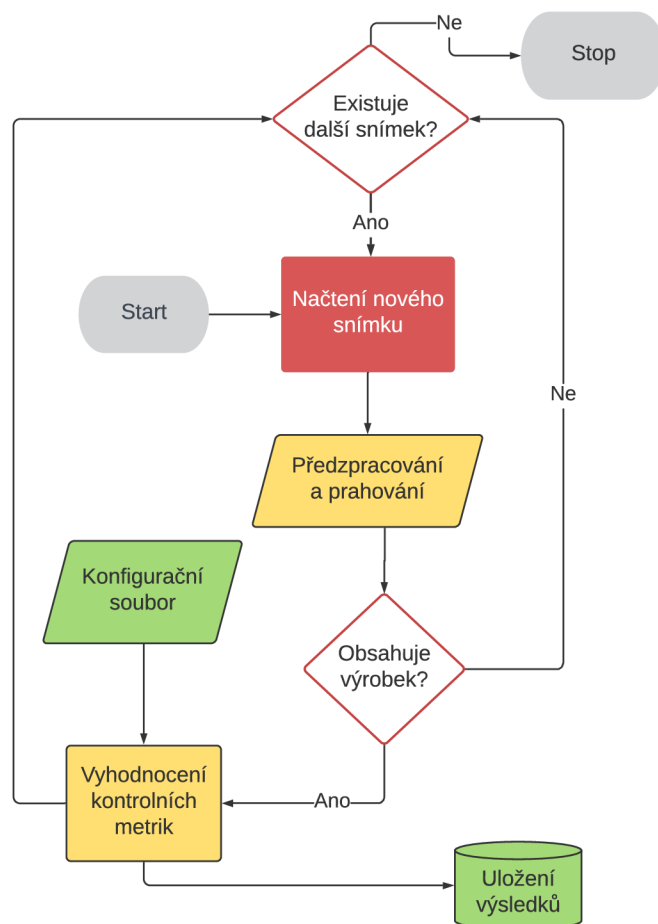 Ne
Stop
Existuje
další snímek?
Ano
Načtení nového
snímku
Start
Ne
Předzpracování
a prahování
Konfigurační
soubor
Obsahuje
výrobek?
Vyhodnocení
kontrolních
metrik
Ano
Uložení
výsledků